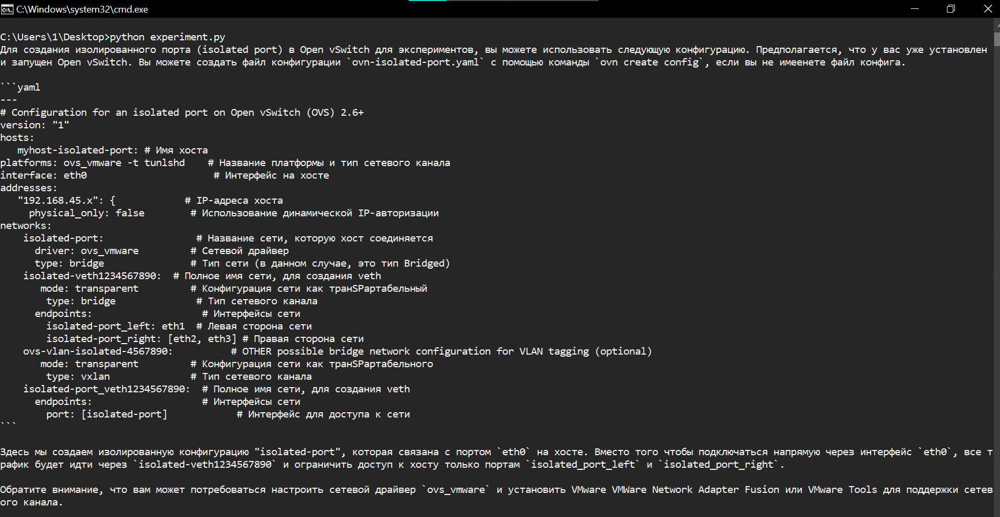 C:\Windows\system32\cmd.exe
C:\Users\1\Desktop>python experiment.py
Для создания изолированного порта (isolated port) в Open vSwitch для экспериментов, вы можете использовать следующую конфигурацию. Предполагается, что у вас уже установлен
и запущен Open vSwitch. Вы можете создать файл конфигурации `ovn-isolated-port.yaml` с помощью команды `ovn create config`, если вы не имеенете файл конфига.
```yaml
---
# Configuration for an isolated port on Open vSwitch (OVS) 2.6+
version: "1"
hosts:
   myhost-isolated-port: # Имя хоста
platforms: ovs_vmware -t tunlshd    # Название платформы и тип сетевого канала
interface: eth0                      # Интерфейс на хосте
addresses:
   "192.168.45.x": {            # IP-адреса хоста
     physical_only: false        # Использование динамической IP-авторизации
networks:
    isolated-port:                # Название сети, которую хост соединяется
      driver: ovs_vmware         # Сетевой драйвер
      type: bridge               # Тип сети (в данном случае, это тип Bridged)
    isolated-veth1234567890:  # Полное имя сети, для создания veth
       mode: transparent         # Конфигурация сети как транSPартабельный
        type: bridge              # Тип сетевого канала
      endpoints:                   # Интерфейсы сети
        isolated-port_left: eth1  # Левая сторона сети
        isolated-port_right: [eth2, eth3] # Правая сторона сети
    ovs-vlan-isolated-4567890:          # OTHER possible bridge network configuration for VLAN tagging (optional)
       mode: transparent         # Конфигурация сети как транSPартабельного
        type: vxlan              # Тип сетевого канала
    isolated-port_veth1234567890:  # Полное имя сети, для создания veth
      endpoints:                   # Интерфейсы сети
        port: [isolated-port]            # Интерфейс для доступа к сети
```
Здесь мы создаем изолированную конфигурацию "isolated-port", которая связана с портом `eth0` на хосте. Вместо того чтобы подключаться напрямую через интерфейс `eth0`, все т
рафик будет идти через `isolated-veth1234567890` и ограничить доступ к хосту только портам `isolated_port_left` и `isolated_port_right`.
Обратите внимание, что вам может потребоваться настроить сетевой драйвер `ovs_vmware` и установить VMware VMWare Network Adapter Fusion или VMware Tools для поддержки сетев
ого канала.